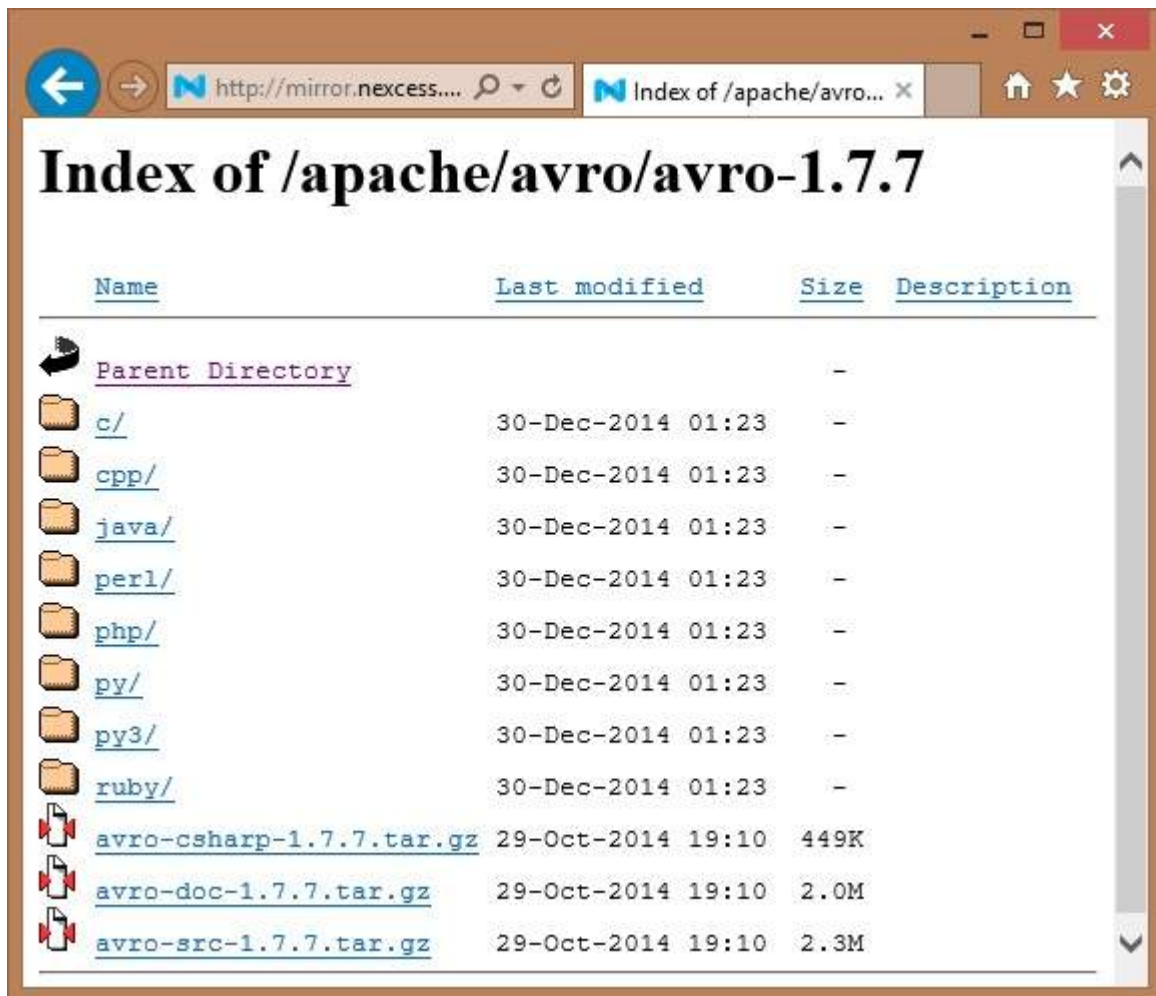 http://mirror.nexcess.... Index of /apache/avro...
Index of /apache/avro/avro-1.7.7
Name Last modified Size Description
Parent Directory -
c/ 30-Dec-2014 01:23 -
cpp/ 30-Dec-2014 01:23 -
java/ 30-Dec-2014 01:23 -
perl/ 30-Dec-2014 01:23 -
php/ 30-Dec-2014 01:23 -
py/ 30-Dec-2014 01:23 -
py3/ 30-Dec-2014 01:23 -
ruby/ 30-Dec-2014 01:23 -
avro-csharp-1.7.7.tar.gz 29-Oct-2014 19:10 449K
avro-doc-1.7.7.tar.gz 29-Oct-2014 19:10 2.0M
avro-src-1.7.7.tar.gz 29-Oct-2014 19:10 2.3M